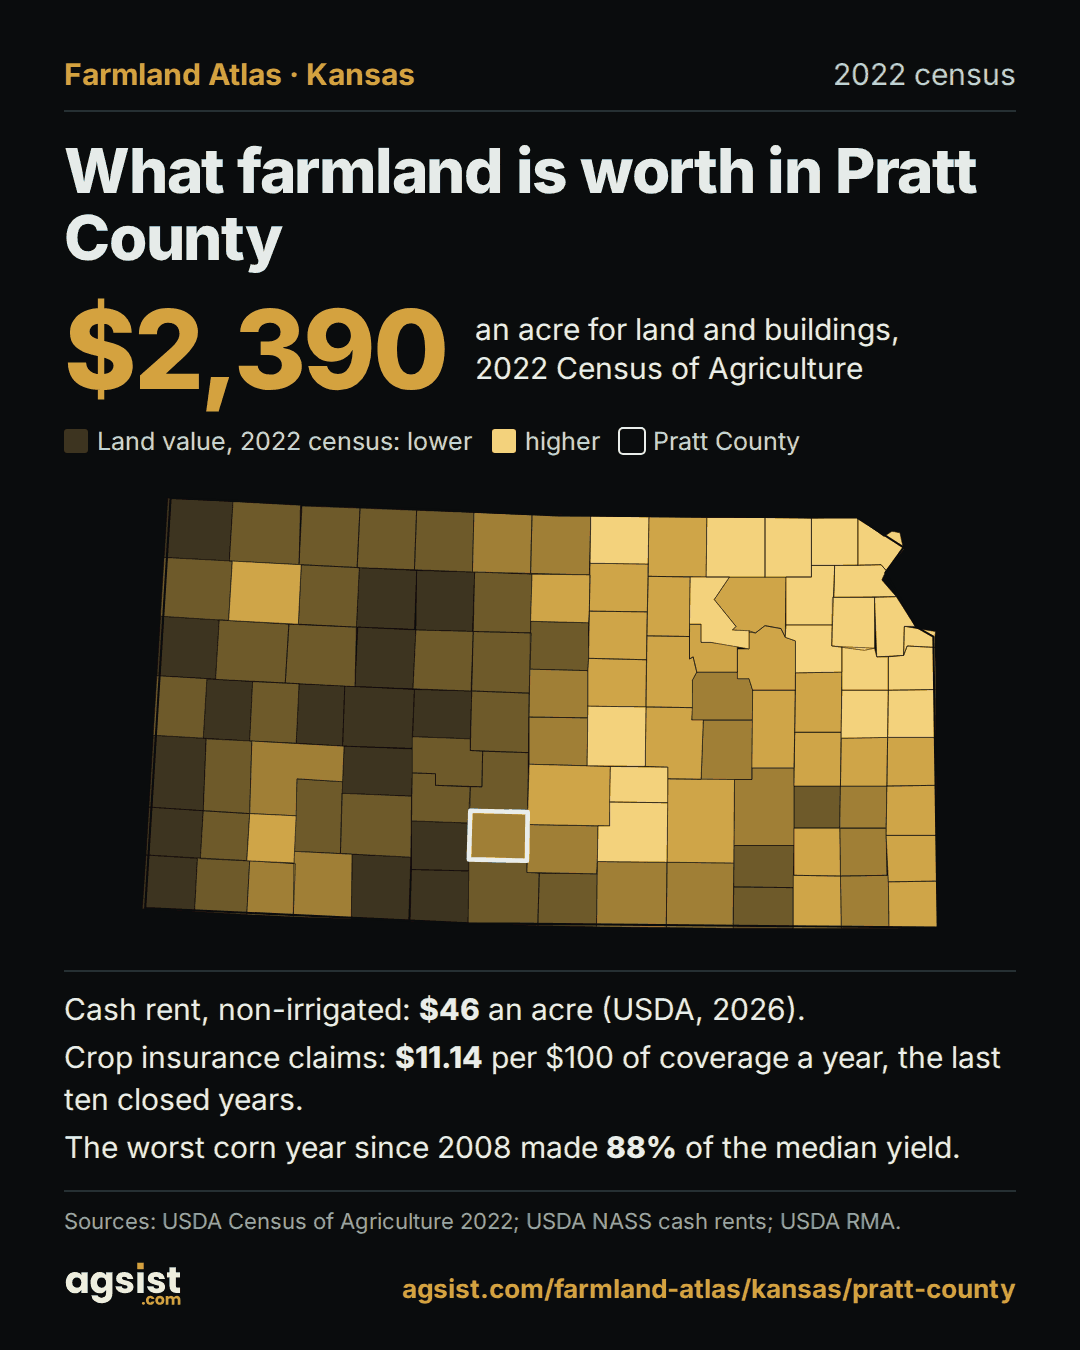 Farmland Atlas · Kansas
2022 census
What farmland is worth in Pratt
County
$2,390
an acre for land and buildings,
2022 Census of Agriculture
Land value, 2022 census: lower
higher
Pratt County
Cash rent, non-irrigated: $46 an acre (USDA, 2026).
Crop insurance claims: $11.14 per $100 of coverage a year, the last
ten closed years.
The worst corn year since 2008 made 88% of the median yield.
Sources: USDA Census of Agriculture 2022; USDA NASS cash rents; USDA RMA.
agsist
.com
agsist.com/farmland-atlas/kansas/pratt-county